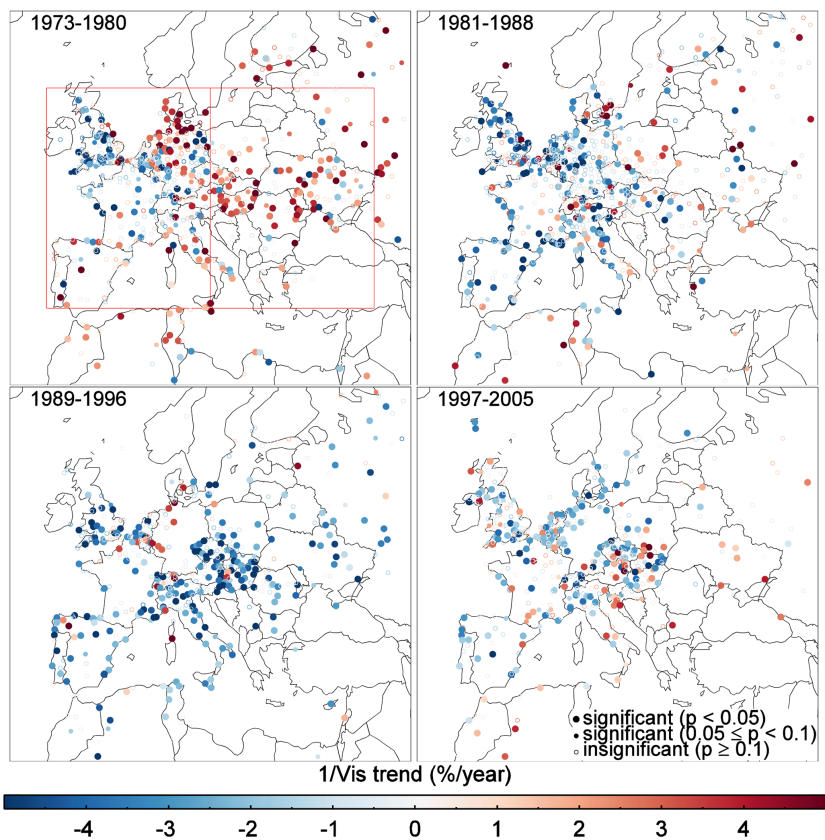 1973-1980
1981-1988
1989-1996
1997-2005
significant (p < 0.05)
significant (0.05 ≤ p < 0.1)
insignificant (p ≥ 0.1)
1/Vis trend (%/year)
-4 -3 -2 -1 0 1 2 3 4